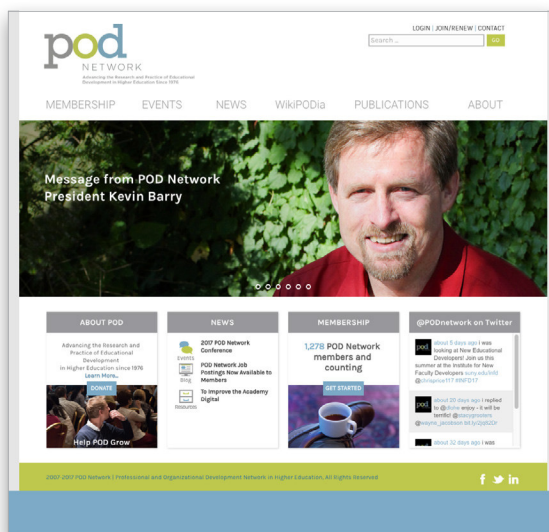 LOGIN | JOIN/RENEW | CONTACT
pod
NETWORK
Search ...
GO
Advancing the Research and Practice of Educational
Development in Higher Education Since 1976
MEMBERSHIP EVENTS NEWS WikiPODia PUBLICATIONS ABOUT
Message from POD Network
President Kevin Barry
ABOUT POD
Advancing the Research and
Practice of Educational
Development
in Higher Education since 1976
Learn More...
DONATE
Help POD Grow
NEWS
Events
2017 POD Network
Conference
Blog
POD Network Job
Postings Now Available to
Members
Resources
To Improve the Academy
Digital
MEMBERSHIP
1,278 POD Network
members and
counting
GET STARTED
@PODnetwork on Twitter
pod
about 5 days ago I was
looking at New Educational
Developers! Join us this
summer at the Institute for New
Faculty Developers
#INFD17
pod
about 20 days ago I replied
enjoy - it will be
terrific!
about 32 days ago I was
2007-2017 POD Network | Professional and Organizational Development Network in Higher Education, All Rights Reserved
f in